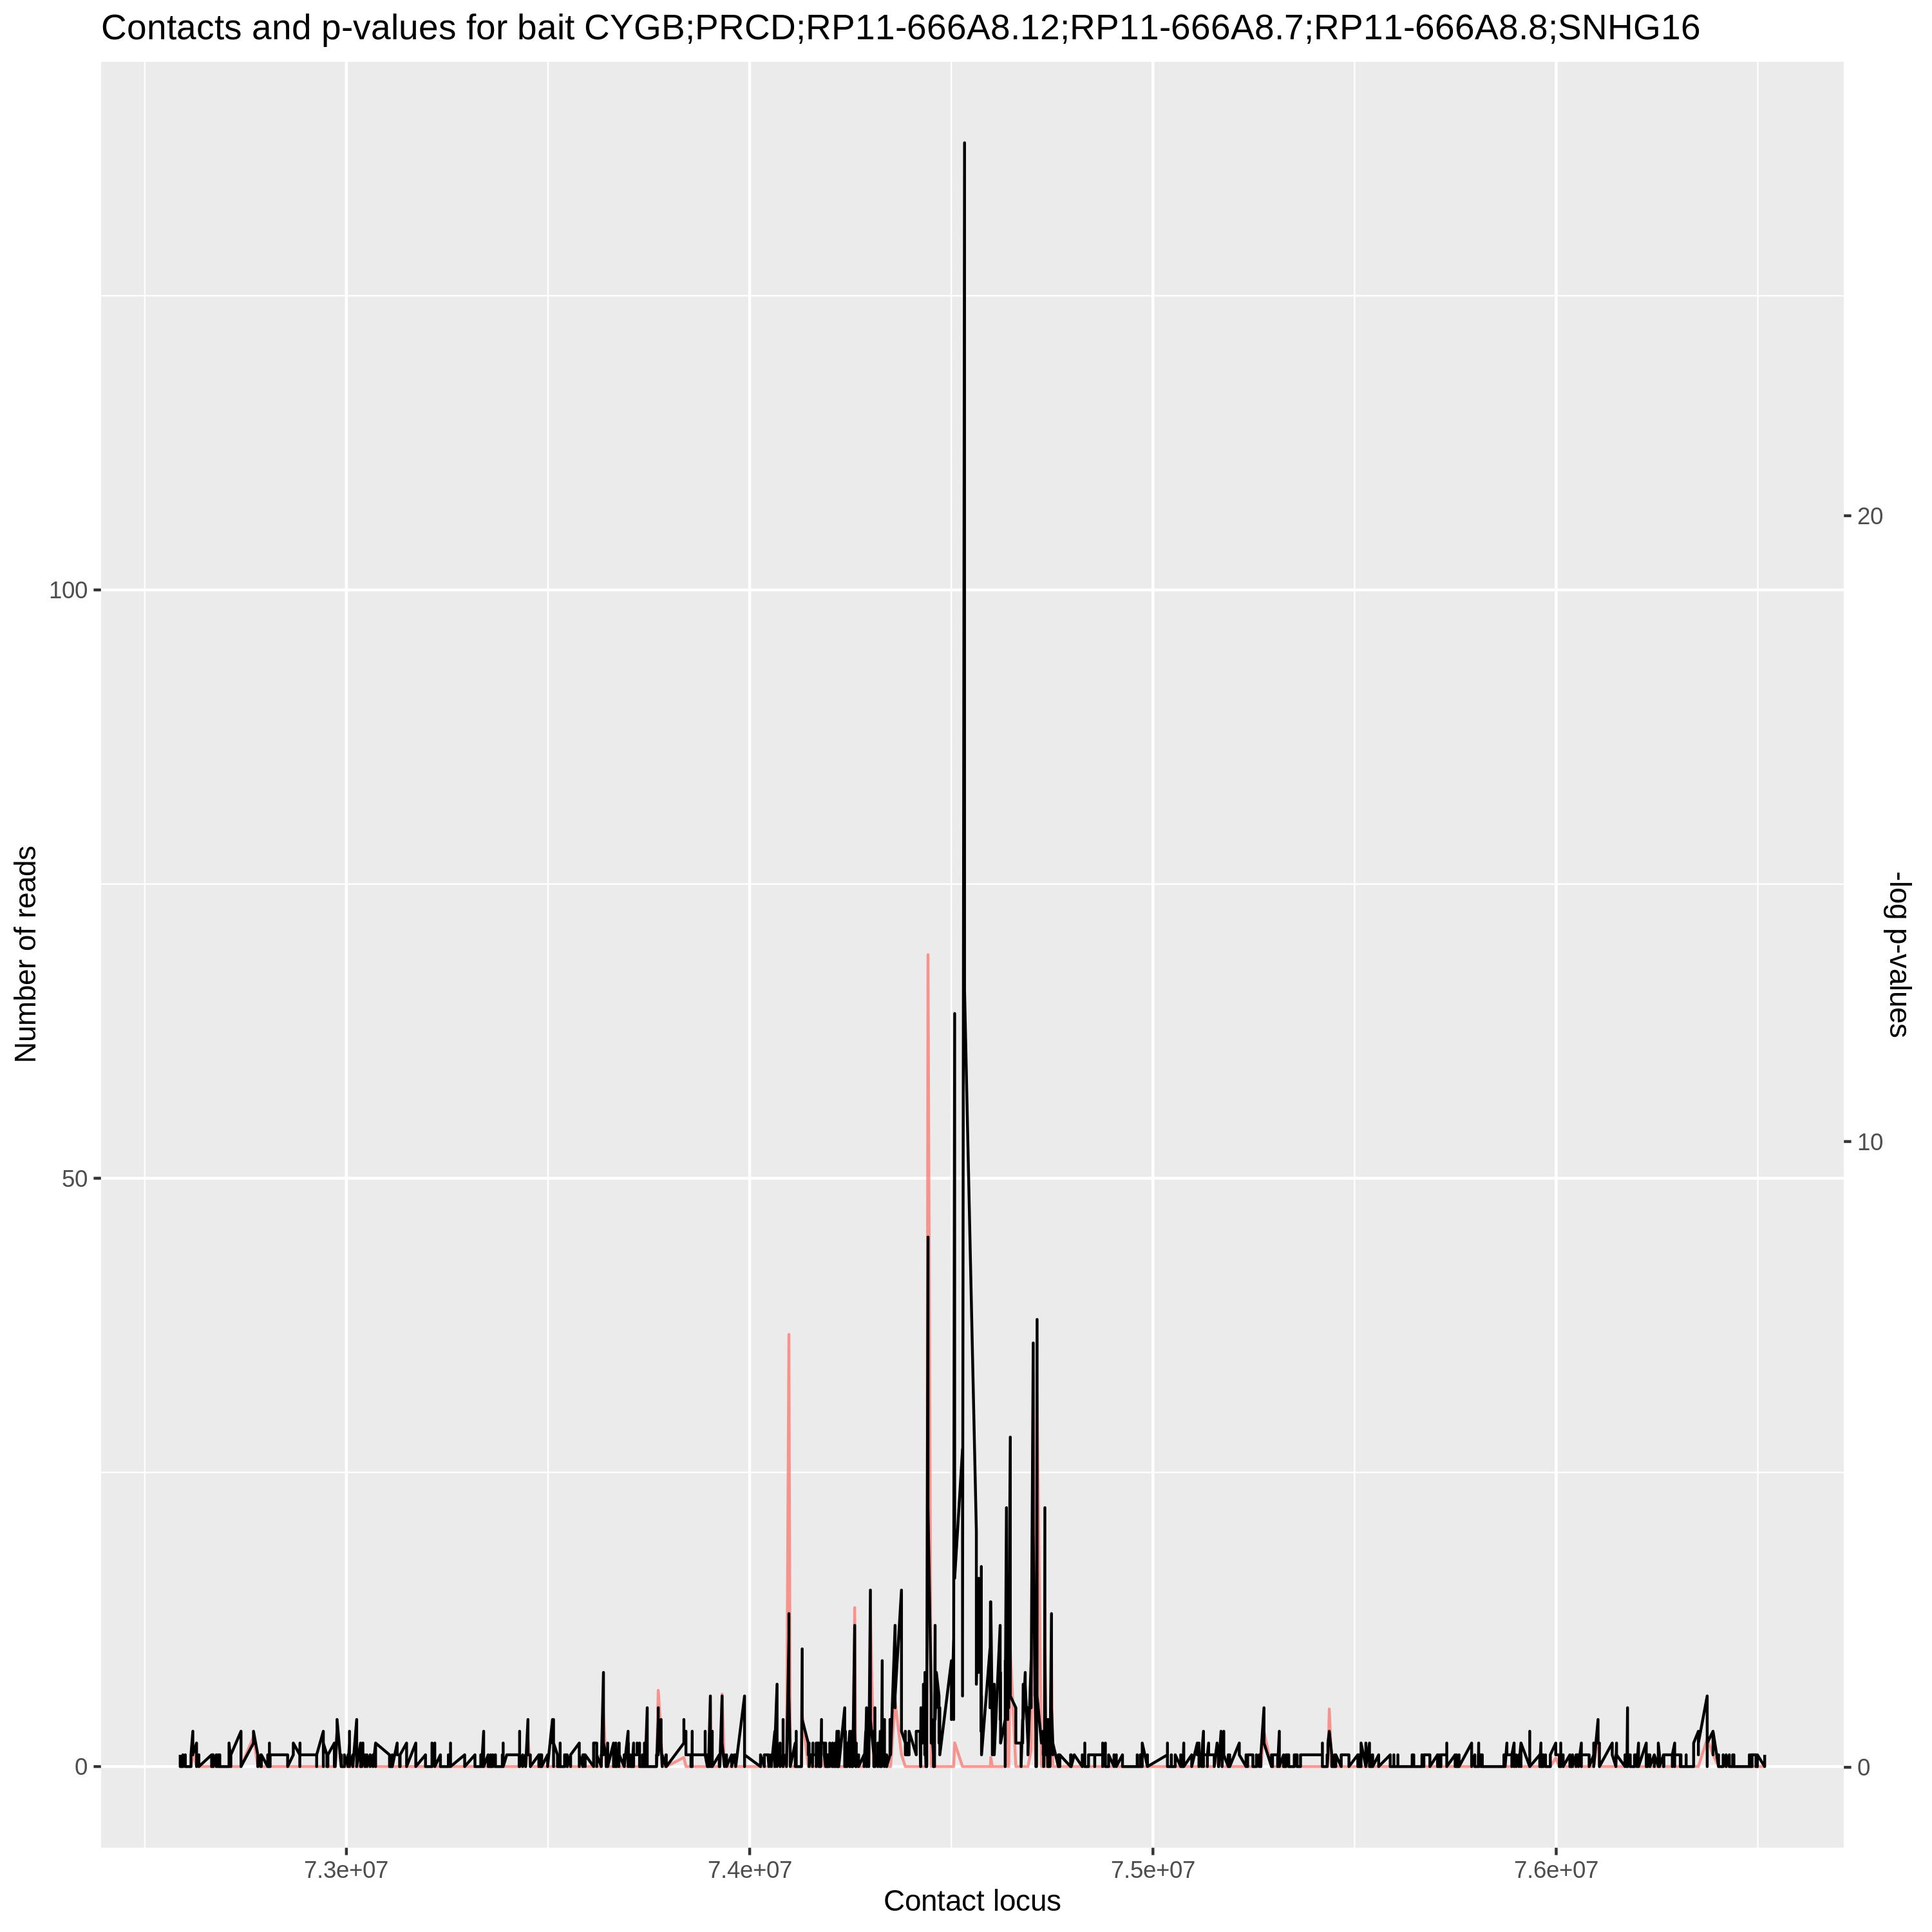 Contacts and p-values for bait CYGB;PRCD;RP11-666A8.12;RP11-666A8.7;RP11-666A8.8;SNHG16
Number of reads
100
50
0
20
10
0
-log p-values
7.3e+07 7.4e+07 7.5e+07 7.6e+07
Contact locus